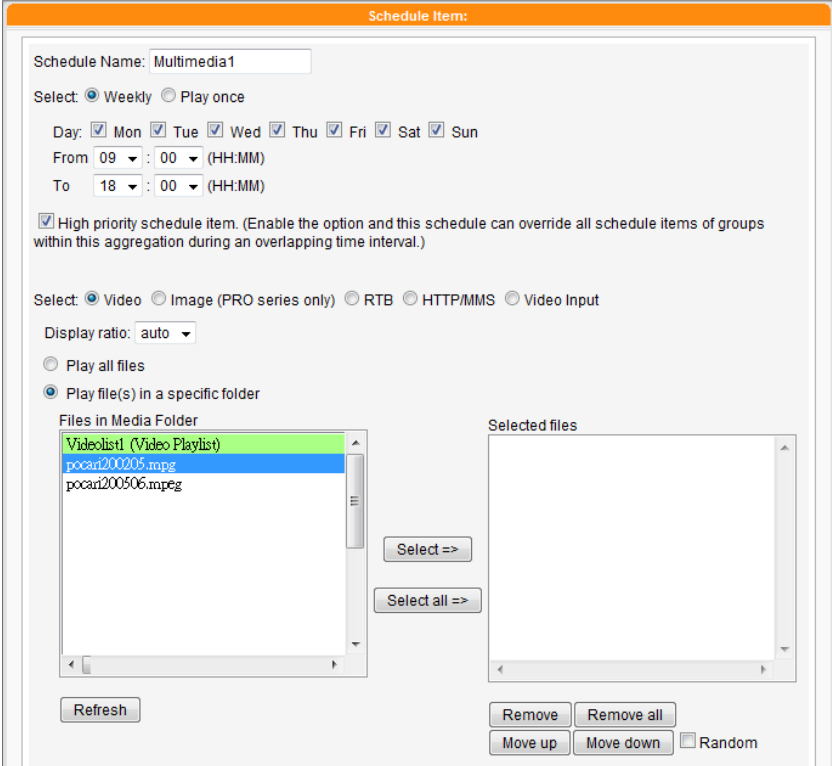 Schedule Item:
Schedule Name: Multimedia1
Select: Weekly Play once
Day: Mon Tue Wed Thu Fri Sat Sun
From 09 : 00 (HH:MM)
To 18 : 00 (HH:MM)
High priority schedule item. (Enable the option and this schedule can override all schedule items of groups
within this aggregation during an overlapping time interval.)
Select: Video Image (PRO series only) RTB HTTP/MMS Video Input
Display ratio: auto
Play all files
Play file(s) in a specific folder
Files in Media Folder
Videolist1 (Video Playlist)
pocari200205.mpg
pocari200506.mpeg
Select =>
Select all =>
Refresh
Selected files
Remove Remove all
Move up Move down Random